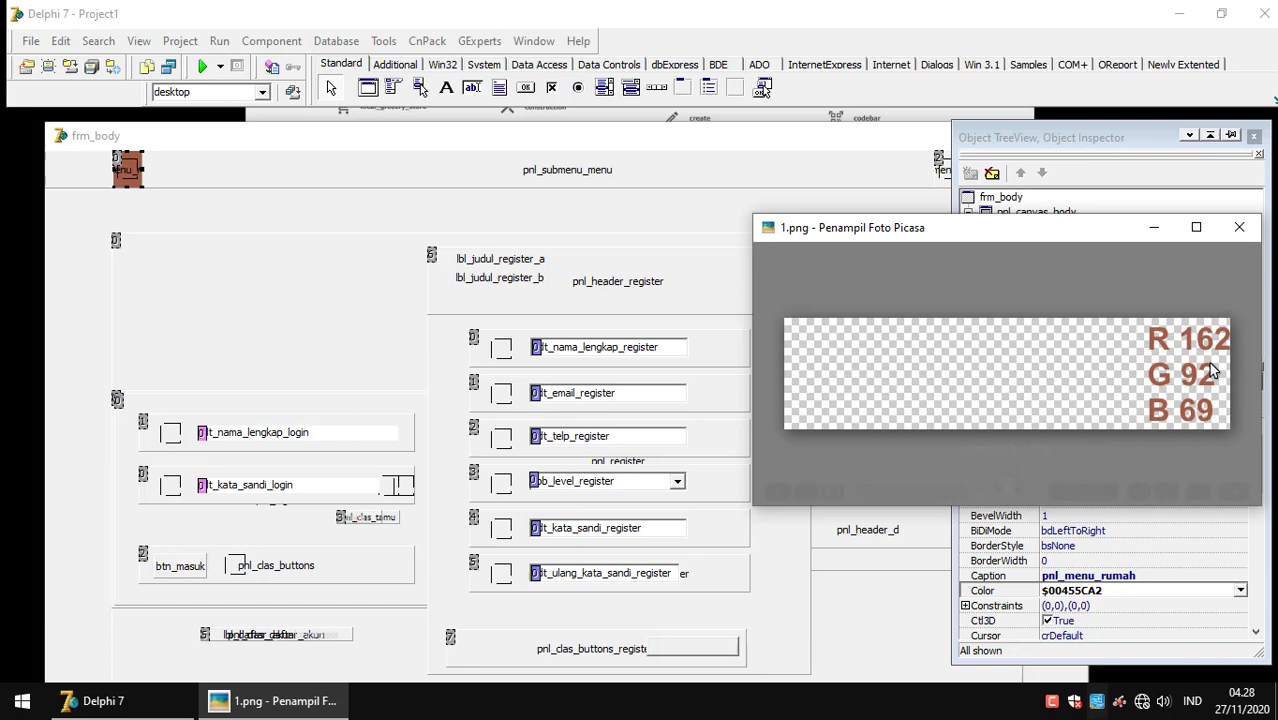 Delphi 7 - Project1
File Edit Search View Project Run Component Database Tools CnPack GExperts Window Help
Standard Additional Win32 System Data Access Data Controls dbExpress BDE ADO InternetExpress Internet Dialogs Win 3.1 Samples COM+ QReport Newly Extented
desktop
create codebar
frm_body
Object TreeView, Object Inspector
pnl_submenu_menu
frm_body
pnl_canvas_body
1.png - Penampil Foto Picasa
lbl_judul_register_a
lbl_judul_register_b
pnl_header_register
R 162
G 92
B 69
edt_nama_lengkap_register
edt_email_register
edt_telp_register
pnl_register
cbb_level_register
edt_kata_sandi_register
edt_ulang_kata_sandi_register
edt_nama_lengkap_login
edt_kata_sandi_login
pnl_clas_tamu
btn_masuk
pnl_clas_buttons
pnl_header_d
pnl_clas_buttons_registe
BevelWidth 1
BiDiMode bdLeftToRight
BorderStyle bsNone
BorderWidth 0
Caption pnl_menu_rumah
Color $00455CA2
Constraints (0,0),(0,0)
Ctl3D True
Cursor crDefault
All shown
Delphi 7
1.png - Penampil F...
IND
04.28
27/11/2020